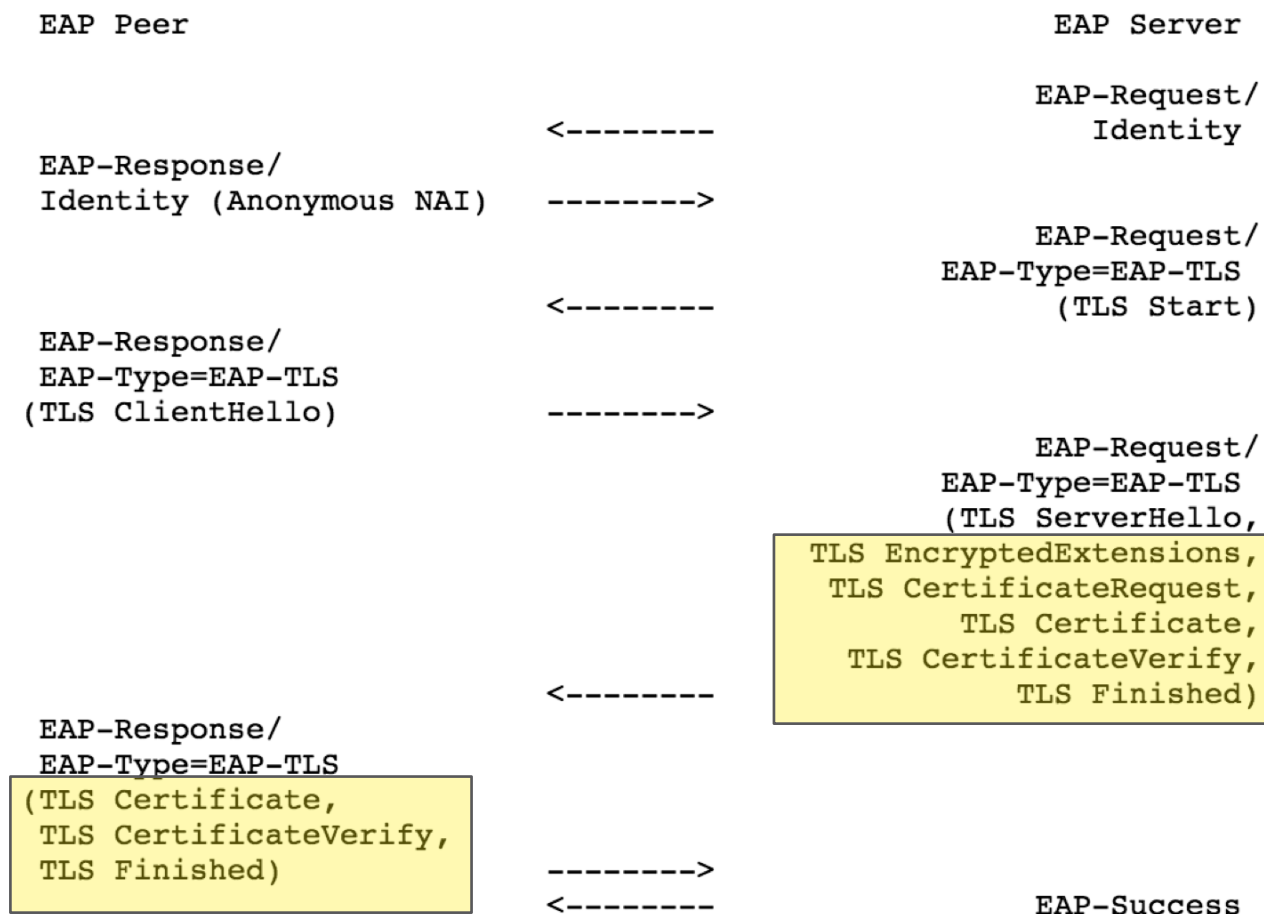 EAP Peer EAP Server
EAP-Request/
<-------- Identity
EAP-Response/
Identity (Anonymous NAI) -------->
EAP-Request/
EAP-Type=EAP-TLS
<-------- (TLS Start)
EAP-Response/
EAP-Type=EAP-TLS
(TLS ClientHello) -------->
EAP-Request/
EAP-Type=EAP-TLS
(TLS ServerHello,
TLS EncryptedExtensions,
TLS CertificateRequest,
TLS Certificate,
TLS CertificateVerify,
<-------- TLS Finished)
EAP-Response/
EAP-Type=EAP-TLS
(TLS Certificate,
TLS CertificateVerify,
TLS Finished) -------->
<-------- EAP-Success